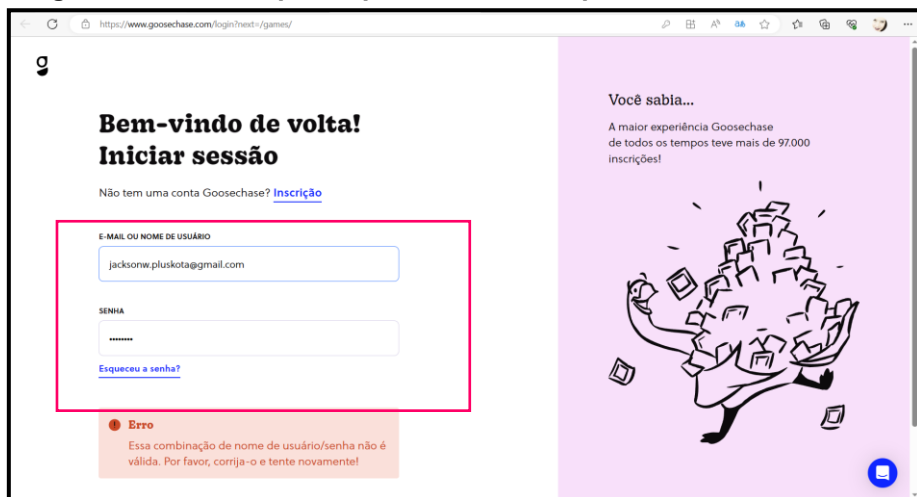 https://www.goosechase.com/login?next=/games/
g
Bem-vindo de volta!
Iniciar sessão
Não tem uma conta Goosechase? Inscrição
E-MAIL OU NOME DE USUÁRIO
jacksonw.pluskota@gmail.com
SENHA
••••••••
Esqueceu a senha?
Erro
Essa combinação de nome de usuário/senha não é
válida. Por favor, corrija-o e tente novamente!
Você sabia...
A maior experiência Goosechase
de todos os tempos teve mais de 97.000
inscrições!